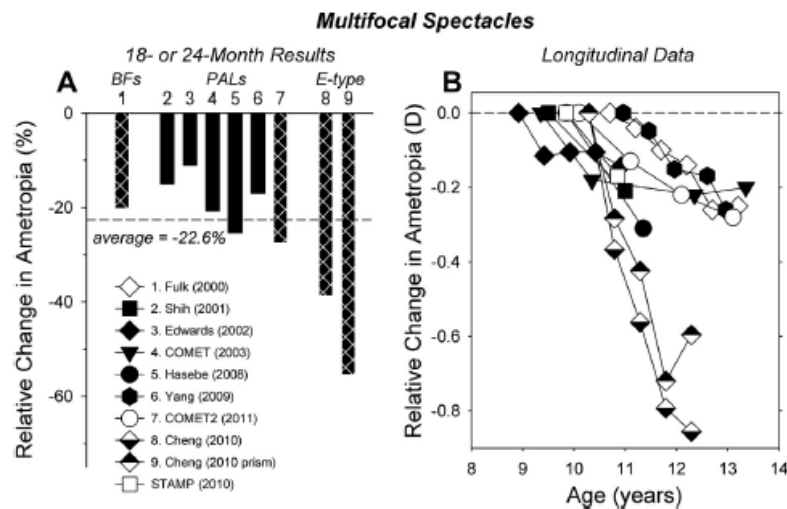 Multifocal Spectacles
18- or 24-Month Results
Longitudinal Data
A
BFs PALs E-type
1 2 3 4 5 6 7 8 9
B
0
-20
-40
-60
Relative Change in Ametropia (%)
average = -22.6%
1. Fulk (2000)
2. Shih (2001)
3. Edwards (2002)
4. COMET (2003)
5. Hasebe (2008)
6. Yang (2009)
7. COMET2 (2011)
8. Cheng (2010)
9. Cheng (2010 prism)
STAMP (2010)
Relative Change in Ametropia (D)
0.0
-0.2
-0.4
-0.6
-0.8
8 9 10 11 12 13 14
Age (years)